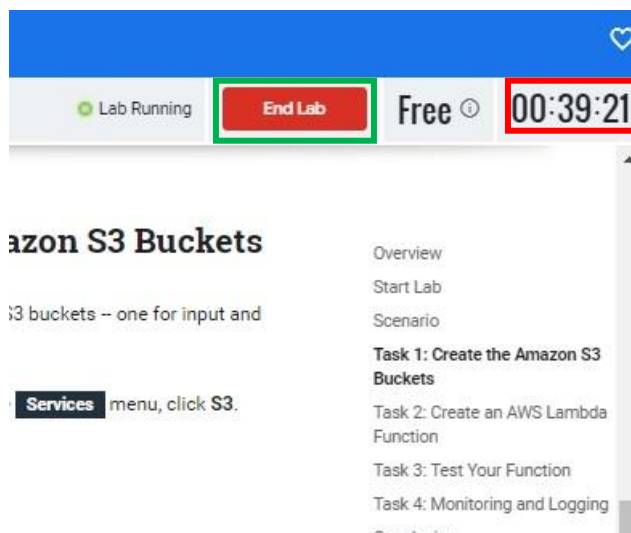 Lab Running
End Lab
Free
00:39:21
azon S3 Buckets
S3 buckets -- one for input and
Services menu, click S3.
Overview
Start Lab
Scenario
Task 1: Create the Amazon S3
Buckets
Task 2: Create an AWS Lambda
Function
Task 3: Test Your Function
Task 4: Monitoring and Logging